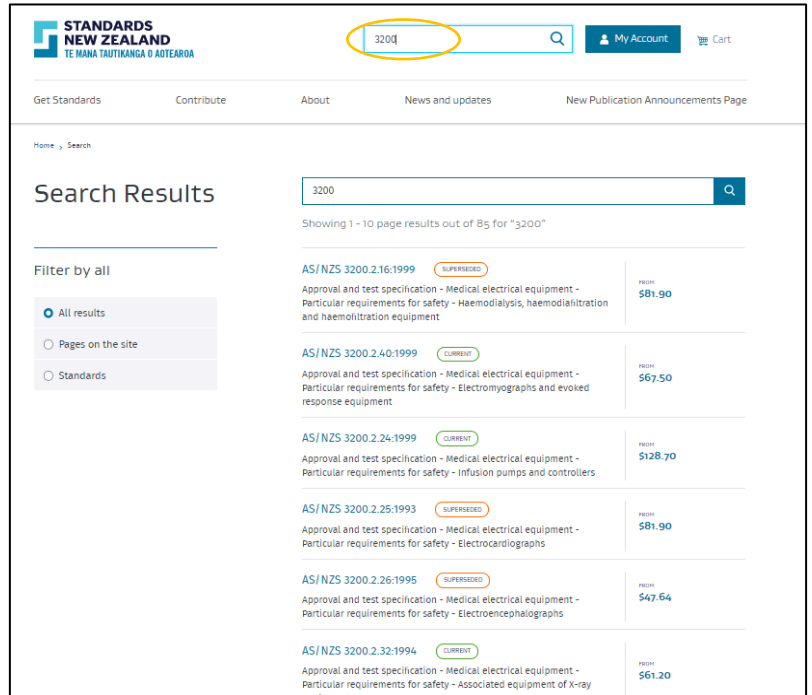 STANDARDS
NEW ZEALAND
TE MANA TAUTIKANGA O AOTEAROA
3200
My Account
Cart
Get Standards
Contribute
About
News and updates
New Publication Announcements Page
Home > Search
Search Results
3200
Showing 1 - 10 page results out of 85 for "3200"
Filter by all
All results
Pages on the site
Standards
AS/NZS 3200.2.16:1999 SUPERSEDED
Approval and test specification - Medical electrical equipment -
Particular requirements for safety - Haemodialysis, haemodiafiltration
and haemofiltration equipment
FROM
$81.90
AS/NZS 3200.2.40:1999 CURRENT
Approval and test specification - Medical electrical equipment -
Particular requirements for safety - Electromyographs and evoked
response equipment
FROM
$67.50
AS/NZS 3200.2.24:1999 CURRENT
Approval and test specification - Medical electrical equipment -
Particular requirements for safety - Infusion pumps and controllers
FROM
$128.70
AS/NZS 3200.2.25:1993 SUPERSEDED
Approval and test specification - Medical electrical equipment -
Particular requirements for safety - Electrocardiographs
FROM
$81.90
AS/NZS 3200.2.26:1995 SUPERSEDED
Approval and test specification - Medical electrical equipment -
Particular requirements for safety - Electroencephalographs
FROM
$47.64
AS/NZS 3200.2.32:1994 CURRENT
Approval and test specification - Medical electrical equipment -
Particular requirements for safety - Associated equipment of X-ray
FROM
$61.20